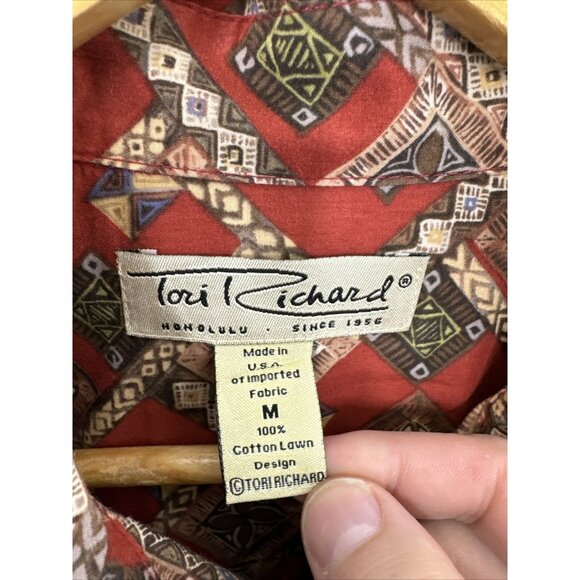 Tori Richard®
HONOLULU · SINCE 1956
Made in
U.S.A.
of Imported
Fabric
M
100%
Cotton Lawn
Design
©TORI RICHARD